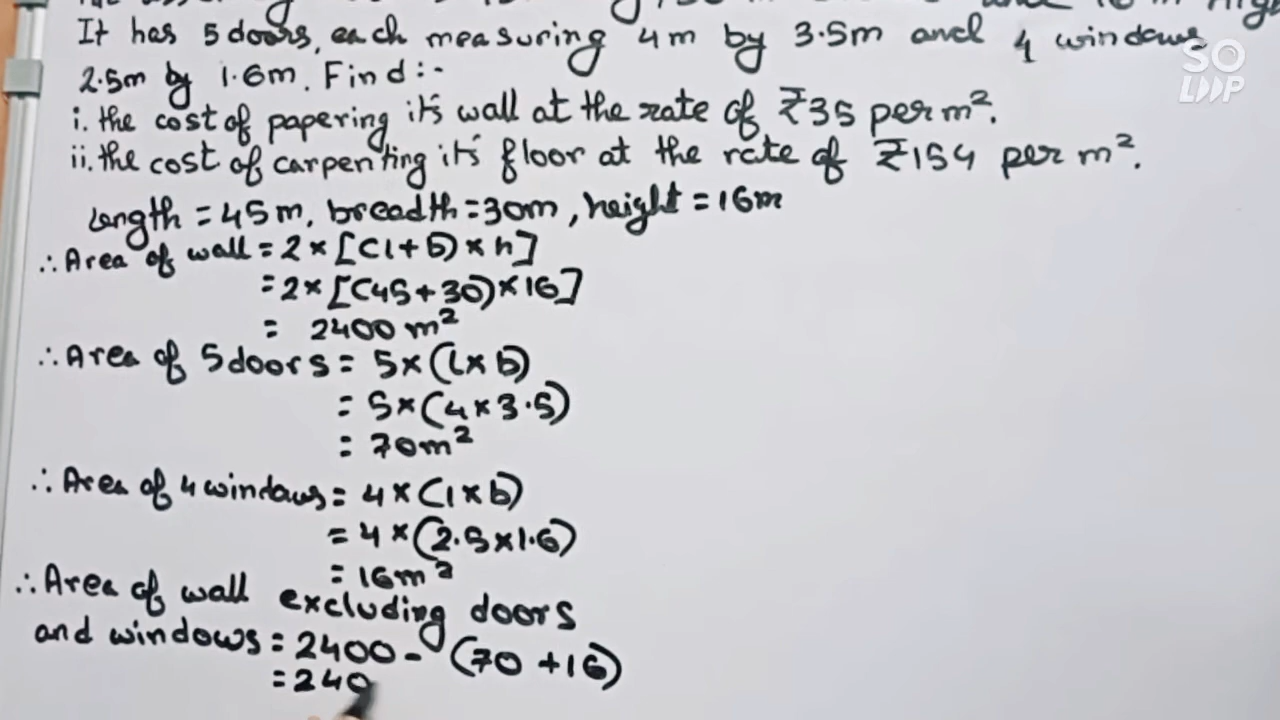 It has 5 doors, each measuring 4m by 3.5m and 4 windows
2.5m by 1.6m. Find :-
i. the cost of papering it's wall at the rate of ₹35 per m².
ii. the cost of carpenting it's floor at the rate of ₹154 per m².
Length = 45m, breadth = 30m, height = 16m
∴ Area of wall = 2 × [(l + b) × h]
= 2 × [(45 + 30) × 16]
= 2400 m²
∴ Area of 5 doors = 5 × (l × b)
= 5 × (4 × 3.5)
= 70m²
∴ Area of 4 windows = 4 × (l × b)
= 4 × (2.5 × 1.6)
= 16m²
∴ Area of wall excluding doors
and windows = 2400 - (70 + 16)
= 240
SO
LOOP